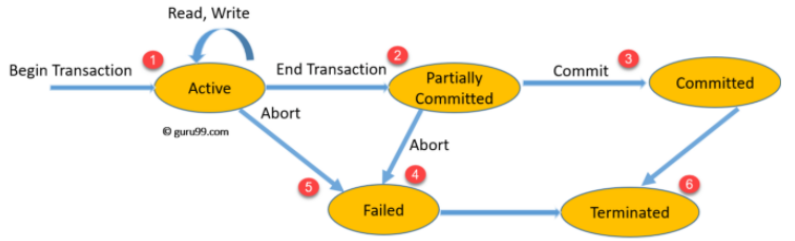 Read, Write
1
2
3
Begin Transaction
End Transaction
Commit
Active
Partially
Committed
Committed
Abort
© guru99.com
Abort
5
4
6
Failed
Terminated